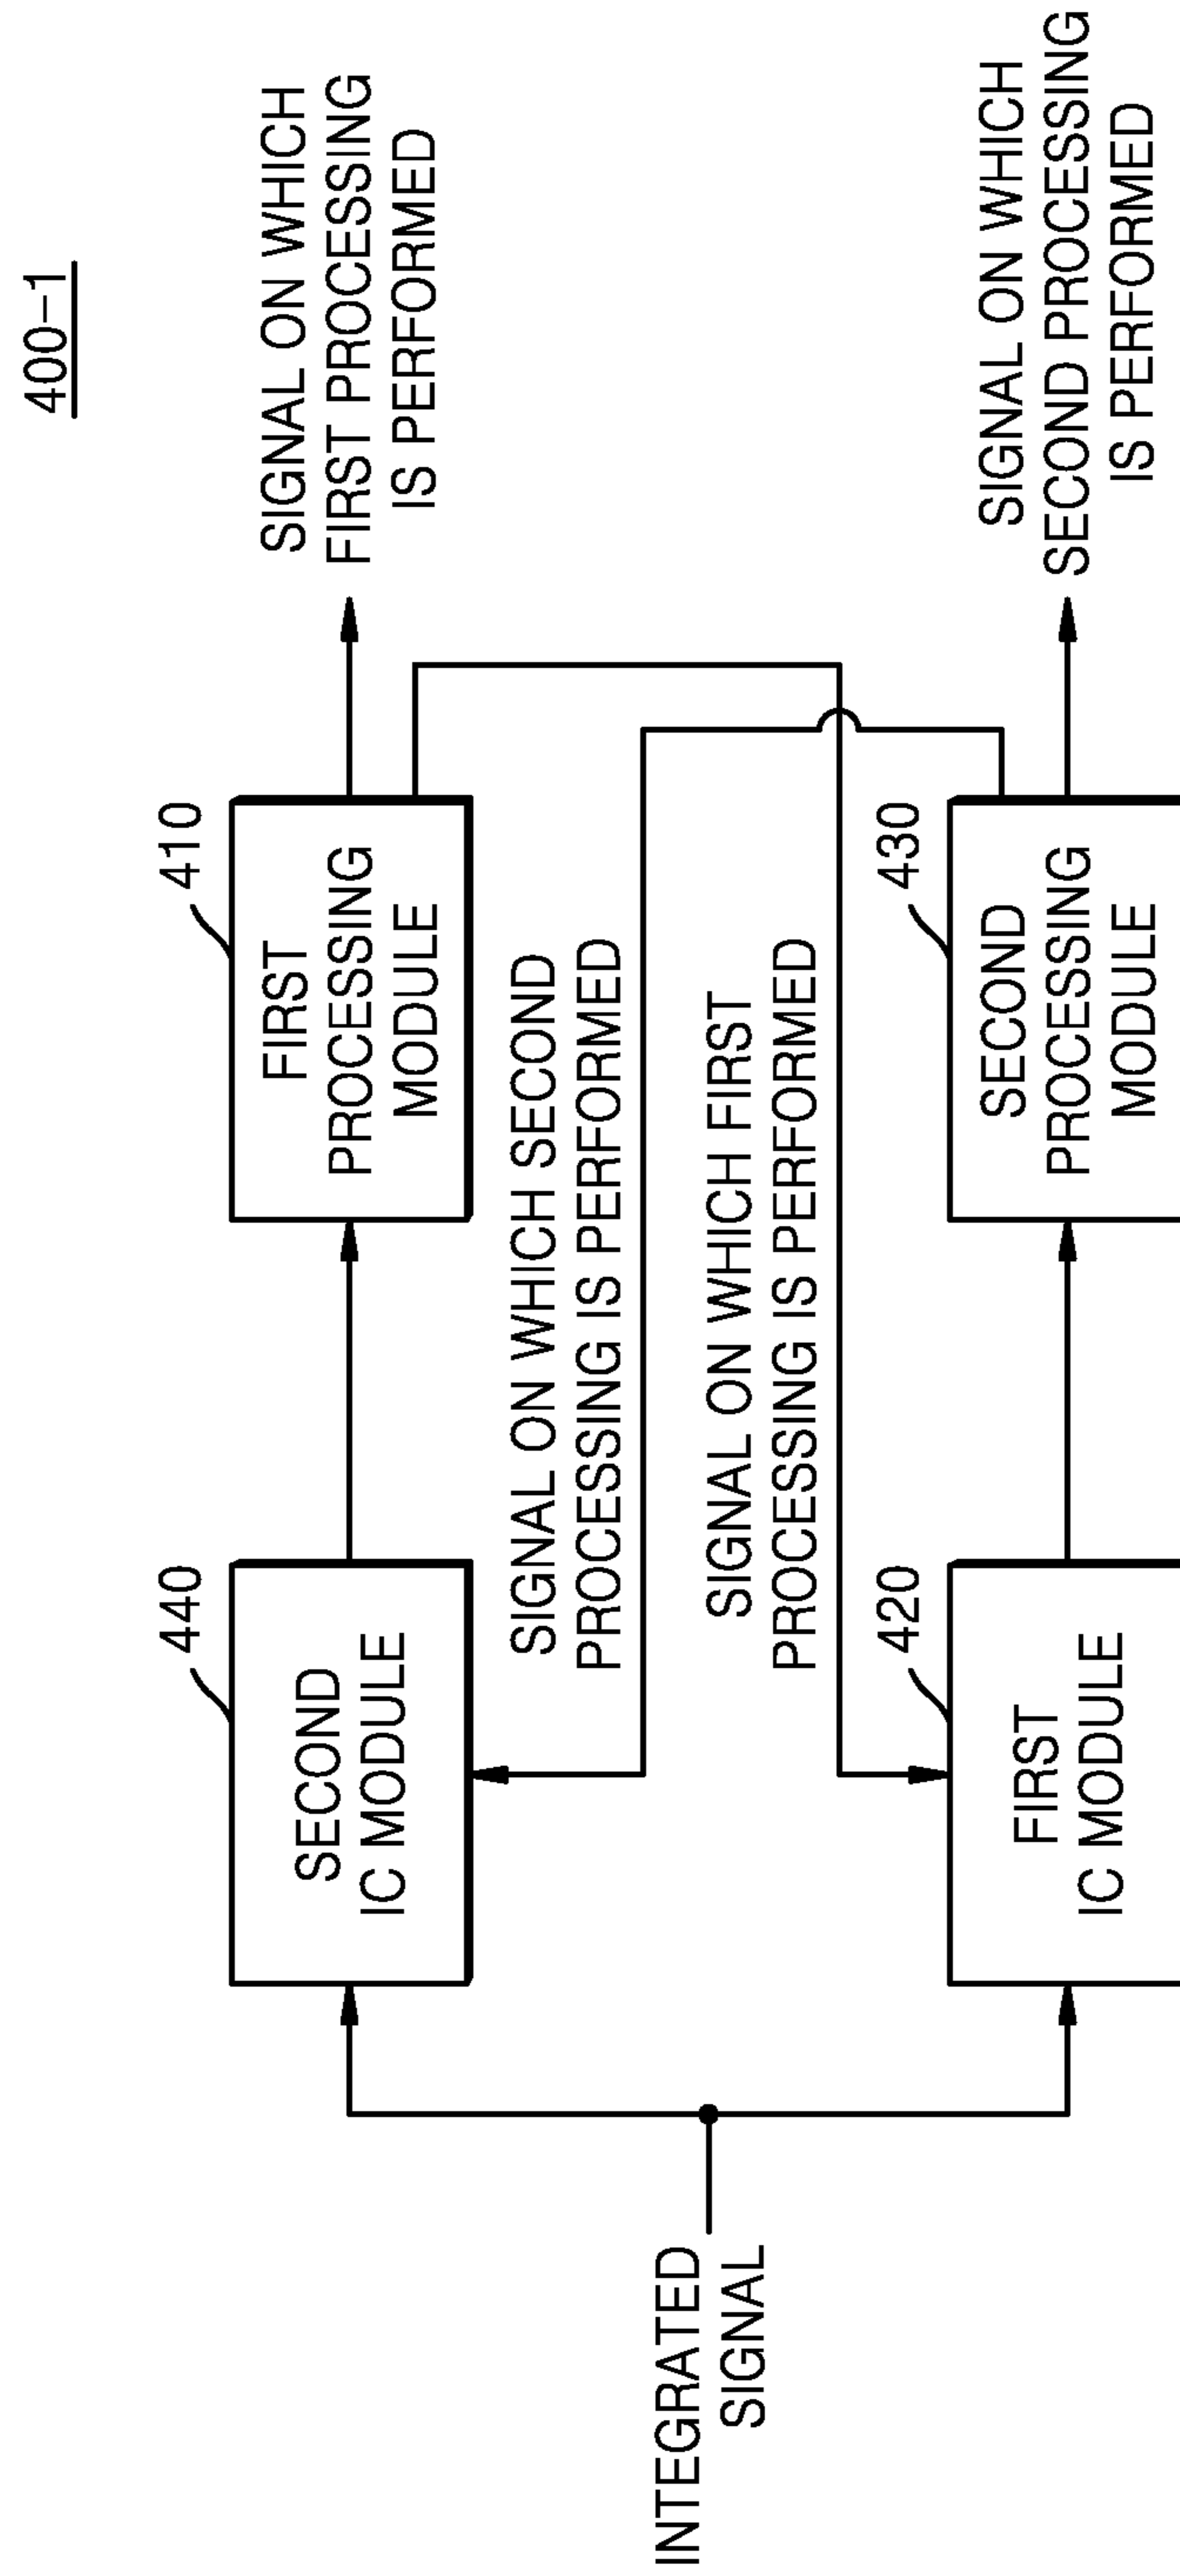 400-1
440
SECOND
IC MODULE
410
FIRST
PROCESSING
MODULE
SIGNAL ON WHICH
FIRST PROCESSING
IS PERFORMED
SIGNAL ON WHICH SECOND
PROCESSING IS PERFORMED
INTEGRATED
SIGNAL
SIGNAL ON WHICH FIRST
PROCESSING IS PERFORMED
420
FIRST
IC MODULE
430
SECOND
PROCESSING
MODULE
SIGNAL ON WHICH
SECOND PROCESSING
IS PERFORMED